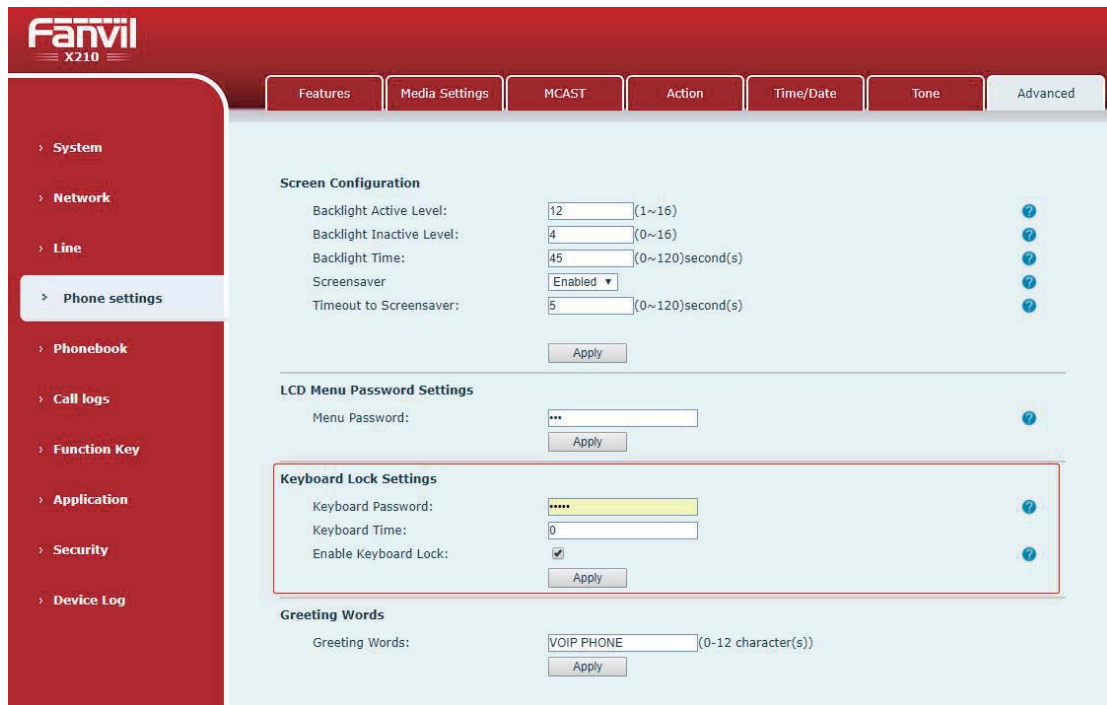 Fanvil
X210
Features Media Settings MCAST Action Time/Date Tone Advanced
› System
› Network
› Line
› Phone settings
› Phonebook
› Call logs
› Function Key
› Application
› Security
› Device Log
Screen Configuration
Backlight Active Level: 12 (1~16)
Backlight Inactive Level: 4 (0~16)
Backlight Time: 45 (0~120)second(s)
Screensaver Enabled
Timeout to Screensaver: 5 (0~120)second(s)
Apply
LCD Menu Password Settings
Menu Password: •••
Apply
Keyboard Lock Settings
Keyboard Password: •••••
Keyboard Time: 0
Enable Keyboard Lock:
Apply
Greeting Words
Greeting Words: VOIP PHONE (0-12 character(s))
Apply